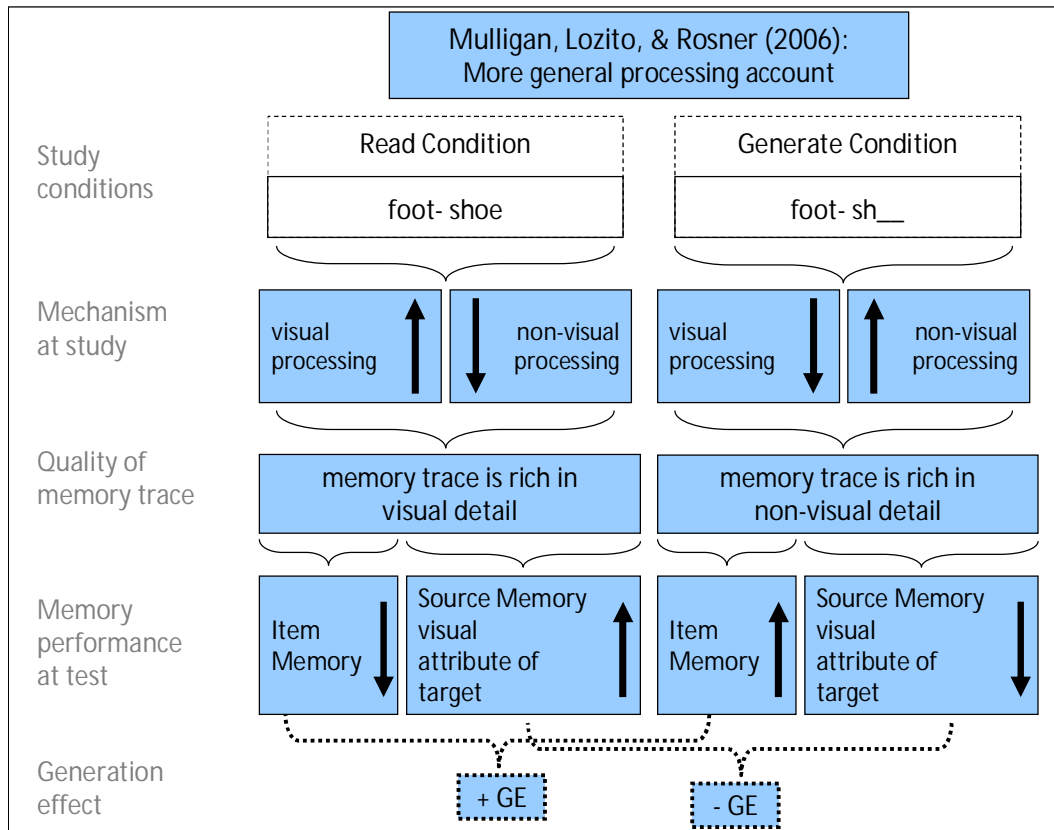 Mulligan, Lozito, & Rosner (2006):
More general processing account
Study
conditions
Read Condition
foot- shoe
Generate Condition
foot- sh__
Mechanism
at study
visual
processing
non-visual
processing
visual
processing
non-visual
processing
Quality of
memory trace
memory trace is rich in
visual detail
memory trace is rich in
non-visual detail
Memory
performance
at test
Item
Memory
Source Memory
visual
attribute of
target
Item
Memory
Source Memory
visual
attribute of
target
Generation
effect
+ GE
- GE